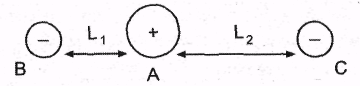 − L₁ + L₂ −
B A C